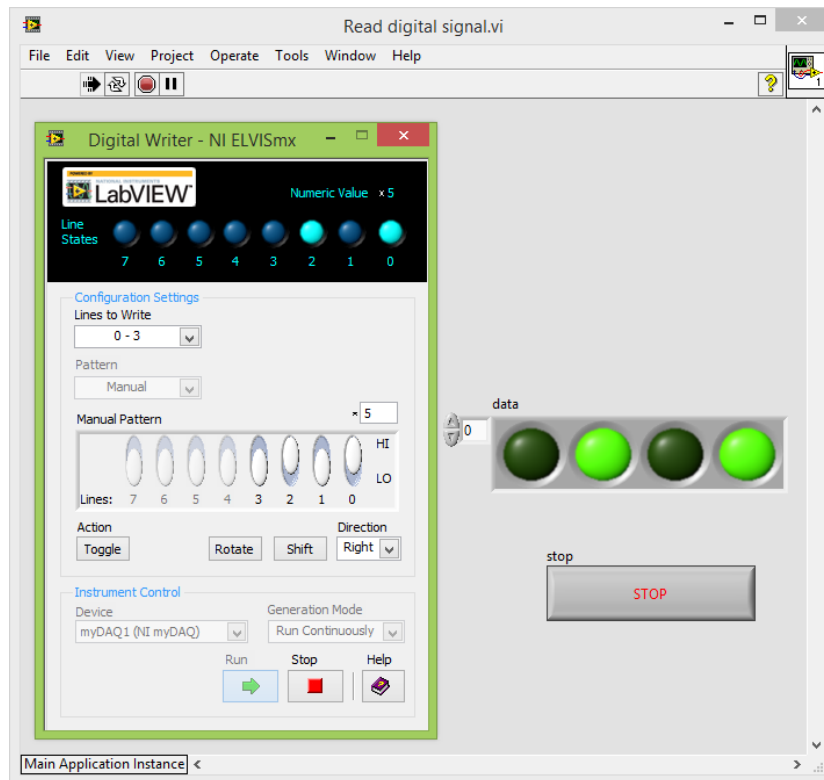 Read digital signal.vi
File Edit View Project Operate Tools Window Help
1
Digital Writer - NI ELVISmx
NATIONAL INSTRUMENTS
LabVIEW™
Numeric Value × 5
Line
States
7 6 5 4 3 2 1 0
Configuration Settings
Lines to Write
0 - 3
Pattern
Manual
Manual Pattern
× 5
HI
LO
Lines: 7 6 5 4 3 2 1 0
Action
Direction
Toggle Rotate Shift Right
Instrument Control
Device
Generation Mode
myDAQ1 (NI myDAQ) Run Continuously
Run Stop Help
data
0
stop
STOP
Main Application Instance